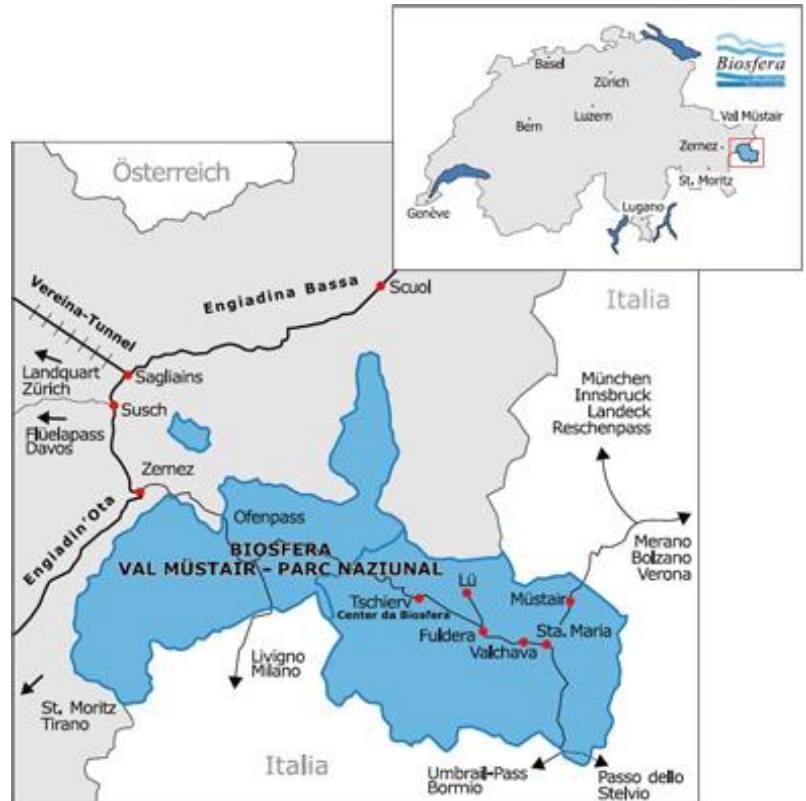 Biosfera
Basel
Zürich
Luzern
Bern
Val Müstair
Zernez
St. Moritz
Lugano
Genève
Österreich
Italia
Engiadina Bassa
Scuol
Vereina-Tunnel
Landquart
Zürich
Sagliains
Susch
Flüelapass
Davos
Zernez
Engiadin'Ota
Ofenpass
BIOSFERA
VAL MÜSTAIR - PARC NAZIUNAL
München
Innsbruck
Landeck
Reschenpass
Merano
Bolzano
Verona
Lü
Tschierv
Center da Biosfera
Müstair
Fuldera
Sta. Maria
Valchava
Livigno
Milano
St. Moritz
Tirano
Italia
Umbrail-Pass
Bormio
Passo dello
Stelvio